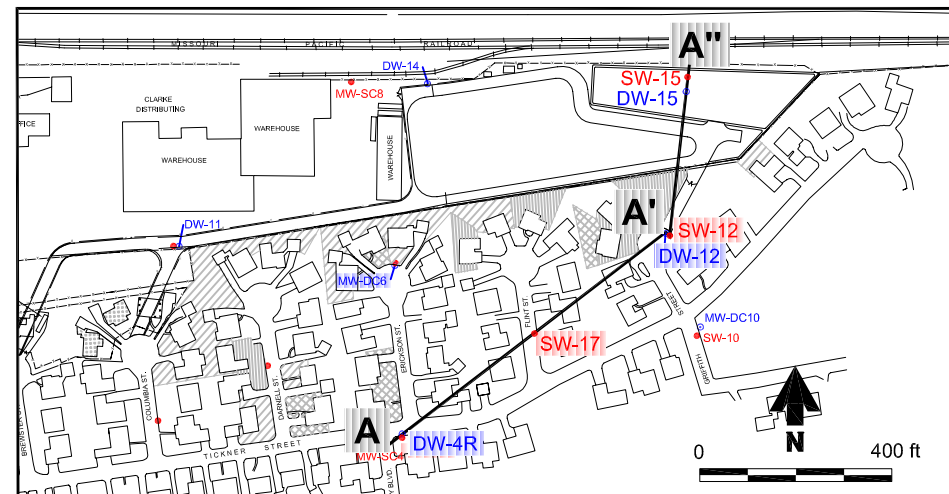 MISSOURI PACIFIC RAILROAD
A"
DW-14
SW-15
MW-SC8
DW-15
CLARKE
DISTRIBUTING
WAREHOUSE
WAREHOUSE
WAREHOUSE
A'
SW-12
DW-11
DW-12
MW-DC6
STREET
MW-DC10
FLINT ST.
ERICKSON ST.
SW-17
SW-10
GRIFFITH
COLUMBIA ST.
DARNELL ST.
A
DW-4R
TICKNER STREET
MW-SC4
N
0 400 ft